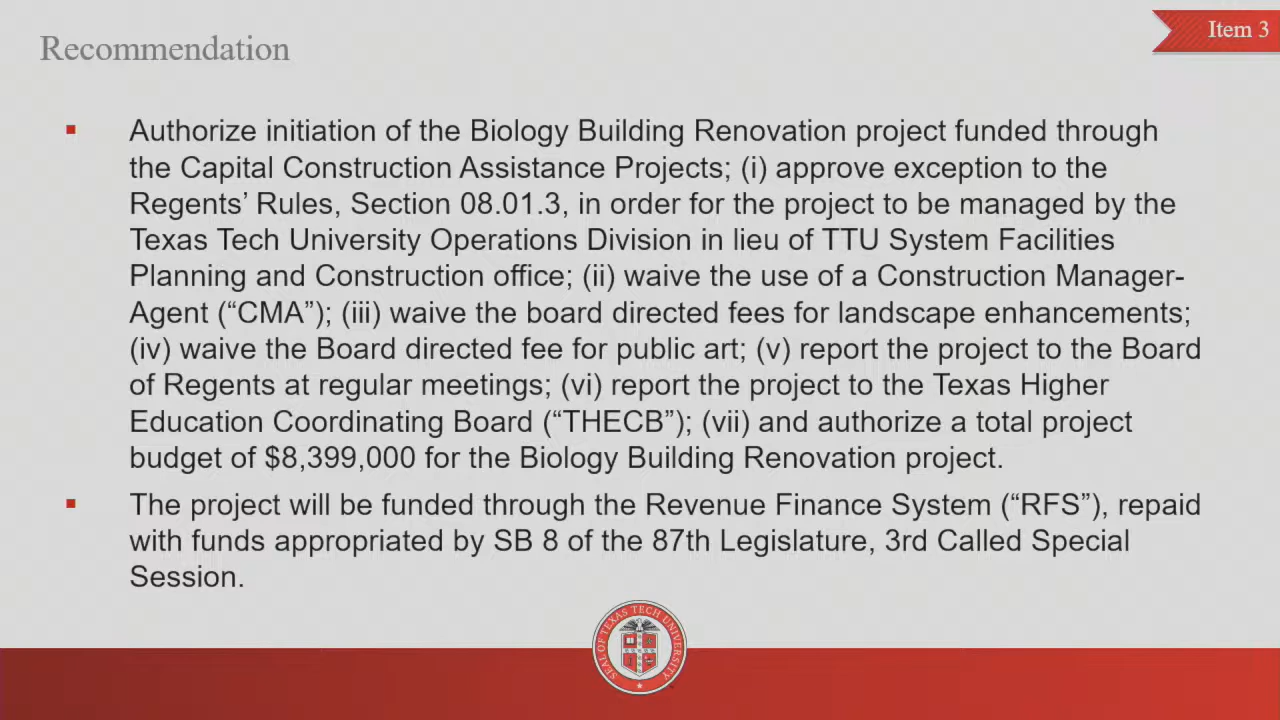 Recommendation
Item 3
▪ Authorize initiation of the Biology Building Renovation project funded through
the Capital Construction Assistance Projects; (i) approve exception to the
Regents’ Rules, Section 08.01.3, in order for the project to be managed by the
Texas Tech University Operations Division in lieu of TTU System Facilities
Planning and Construction office; (ii) waive the use of a Construction Manager-
Agent (“CMA”); (iii) waive the board directed fees for landscape enhancements;
(iv) waive the Board directed fee for public art; (v) report the project to the Board
of Regents at regular meetings; (vi) report the project to the Texas Higher
Education Coordinating Board (“THECB”); (vii) and authorize a total project
budget of $8,399,000 for the Biology Building Renovation project.
▪ The project will be funded through the Revenue Finance System (“RFS”), repaid
with funds appropriated by SB 8 of the 87th Legislature, 3rd Called Special
Session.
SEAL OF TEXAS TECH UNIVERSITY